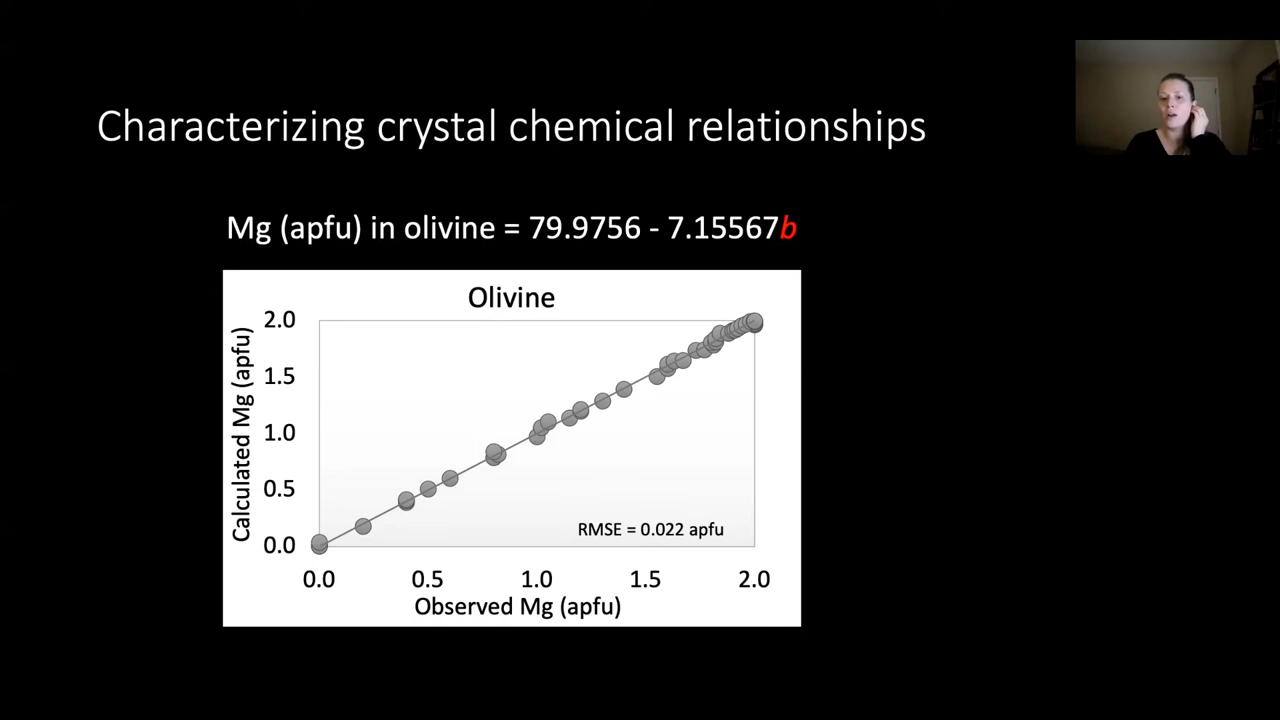 Characterizing crystal chemical relationships
Mg (apfu) in olivine = 79.9756 - 7.15567b
Olivine
Calculated Mg (apfu)
2.0
1.5
1.0
0.5
0.0
RMSE = 0.022 apfu
0.0 0.5 1.0 1.5 2.0
Observed Mg (apfu)